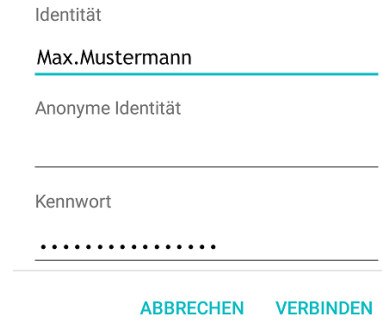 Identität
Max.Mustermann
Anonyme Identität
Kennwort
••••••••••••••••
ABBRECHEN VERBINDEN